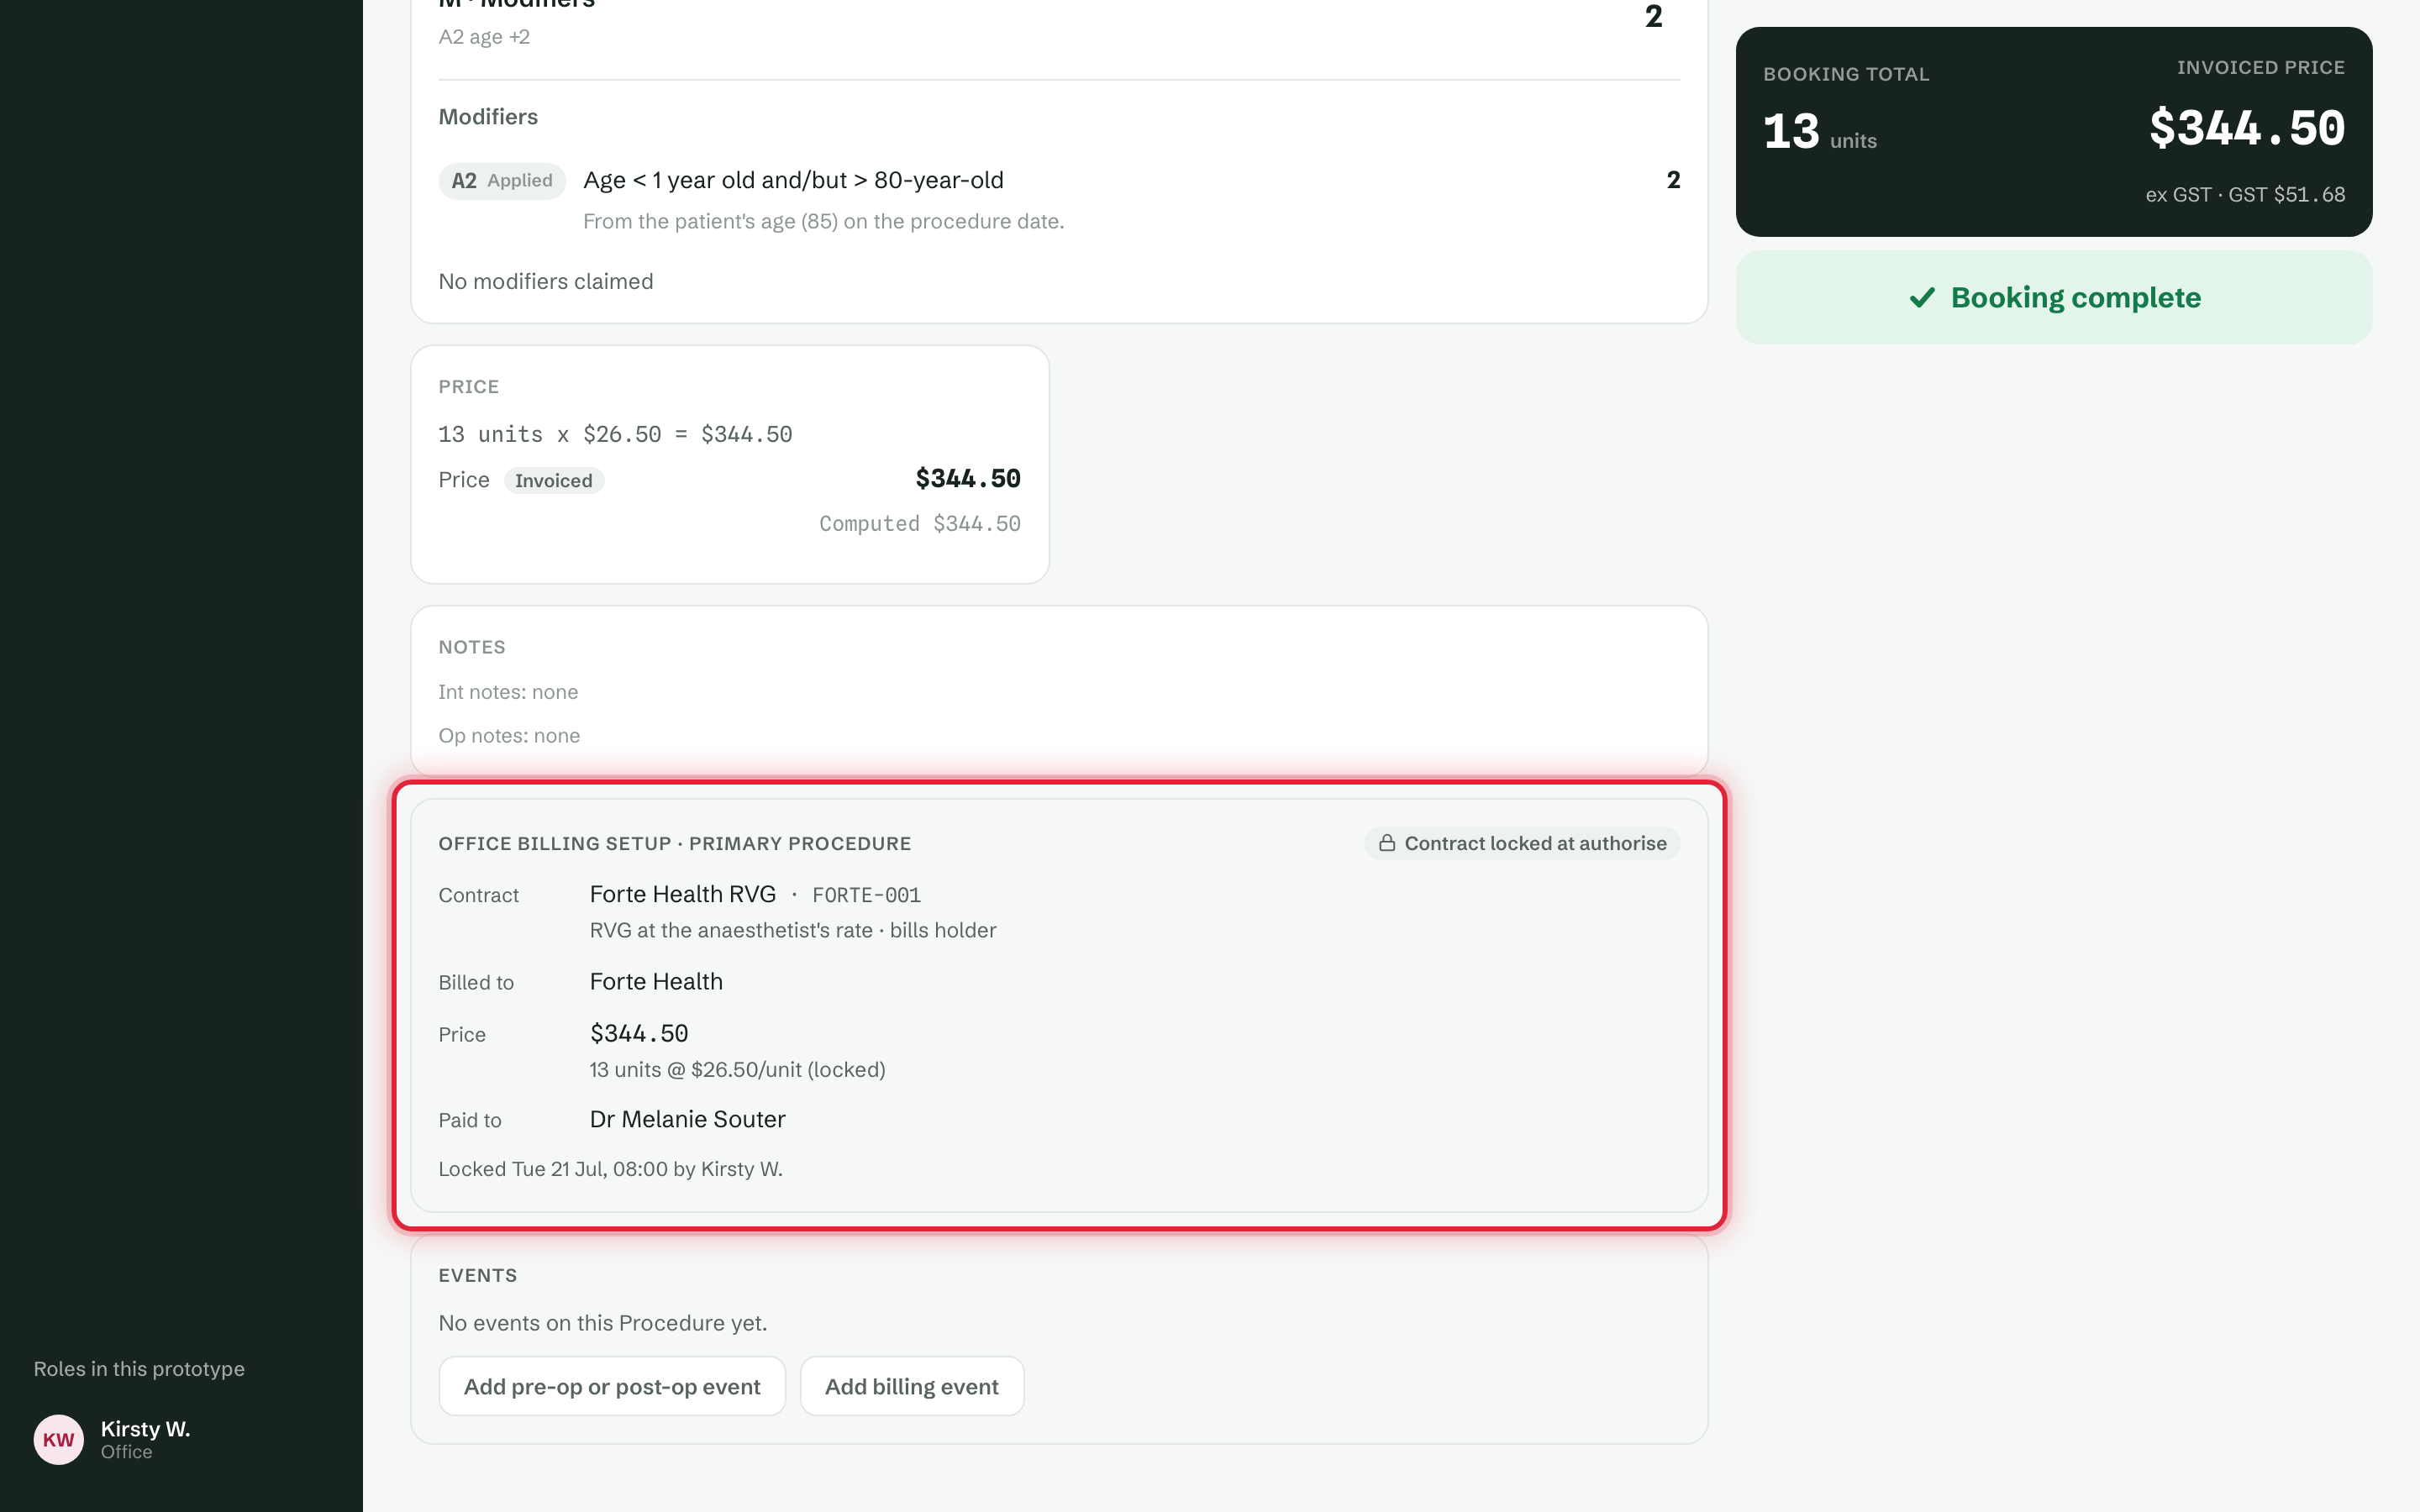 M · Modifiers
2
A2 age +2
Modifiers
A2 Applied Age < 1 year old and/but > 80-year-old 2
From the patient's age (85) on the procedure date.
No modifiers claimed
BOOKING TOTAL
13 units
INVOICED PRICE
$344.50
ex GST · GST $51.68
Booking complete
PRICE
13 units x $26.50 = $344.50
Price Invoiced $344.50
Computed $344.50
NOTES
Int notes: none
Op notes: none
OFFICE BILLING SETUP · PRIMARY PROCEDURE Contract locked at authorise
Contract Forte Health RVG · FORTE-001
RVG at the anaesthetist's rate · bills holder
Billed to Forte Health
Price $344.50
13 units @ $26.50/unit (locked)
Paid to Dr Melanie Souter
Locked Tue 21 Jul, 08:00 by Kirsty W.
EVENTS
No events on this Procedure yet.
Add pre-op or post-op event Add billing event
Roles in this prototype
KW Kirsty W.
Office